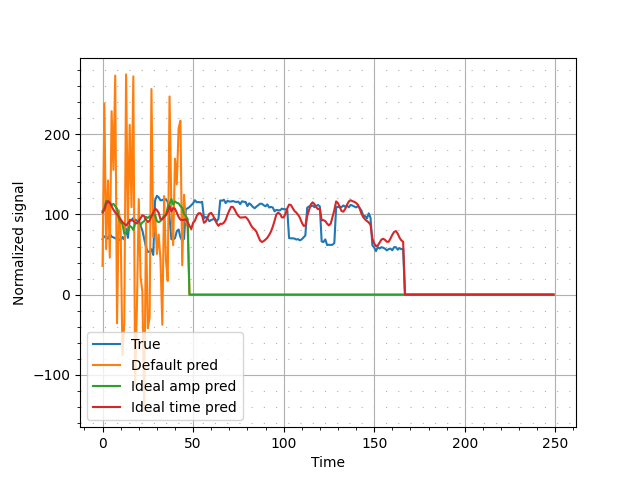 Normalized signal
200
100
0
−100
True
Default pred
Ideal amp pred
Ideal time pred
0 50 100 150 200 250
Time